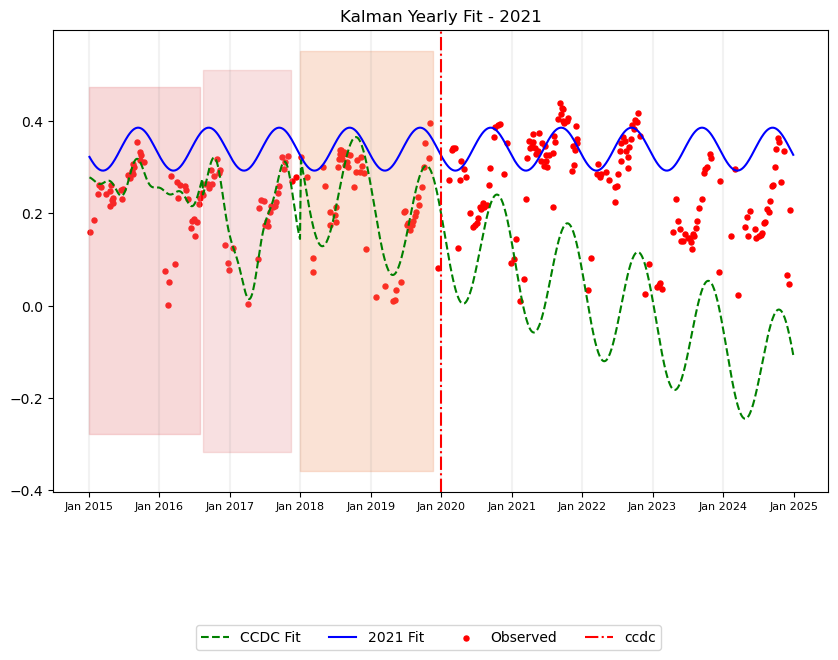 Kalman Yearly Fit - 2021
0.4
0.2
0.0
−0.2
−0.4
Jan 2015 Jan 2016 Jan 2017 Jan 2018 Jan 2019 Jan 2020 Jan 2021 Jan 2022 Jan 2023 Jan 2024 Jan 2025
CCDC Fit 2021 Fit Observed ccdc